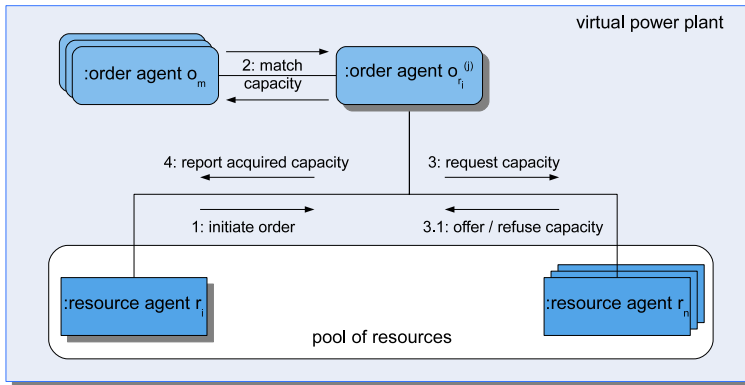 virtual power plant
:order agent o_m
2: match
capacity
:order agent o_{r_i}^{(j)}
4: report acquired capacity
3: request capacity
1: initiate order
3.1: offer / refuse capacity
:resource agent r_i
:resource agent r_n
pool of resources